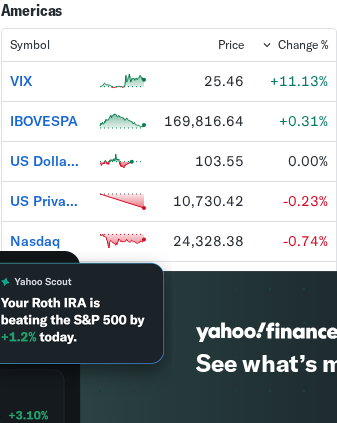 Americas
Symbol Price Change %
VIX 25.46 +11.13%
IBOVESPA 169,816.64 +0.31%
US Dolla... 103.55 0.00%
US Priva... 10,730.42 -0.23%
Nasdaq 24,328.38 -0.74%
Yahoo Scout
Your Roth IRA is
beating the S&P 500 by
+1.2% today.
+3.10%
yahoo!finance
See what's m